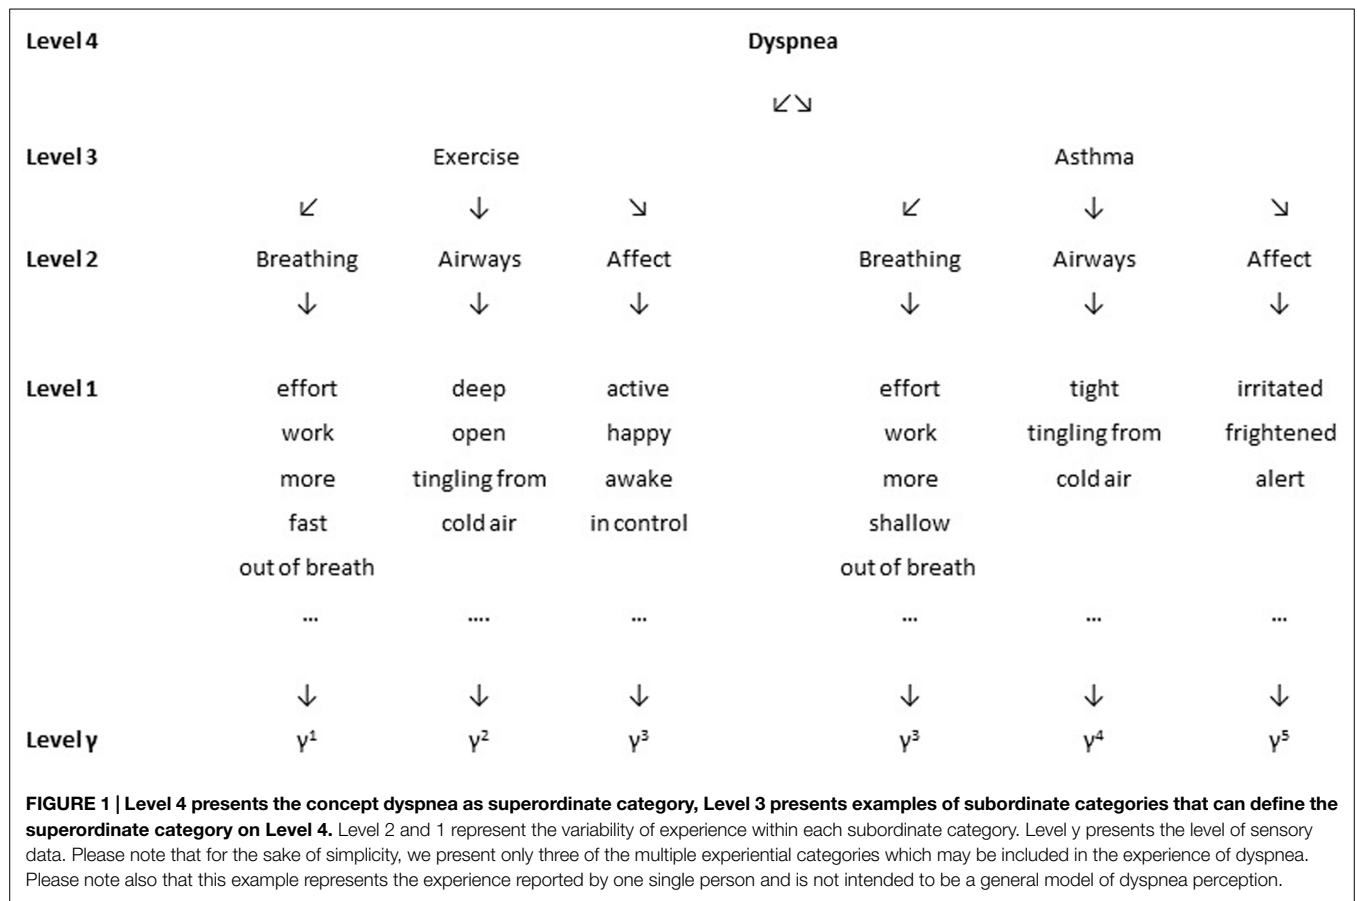 Level 4 Dyspnea
↙↘
Level 3 Exercise Asthma
↙ ↓ ↘ ↙ ↓ ↘
Level 2 Breathing Airways Affect Breathing Airways Affect
↓ ↓ ↓ ↓ ↓ ↓
Level 1 effort deep active effort tight irritated
work open happy work tingling from frightened
more tingling from awake more cold air alert
fast cold air in control shallow
out of breath out of breath
... .... ... ... ... ...
↓ ↓ ↓ ↓ ↓ ↓
Level γ γ¹ γ² γ³ γ³ γ⁴ γ⁵
FIGURE 1 | Level 4 presents the concept dyspnea as superordinate category, Level 3 presents examples of subordinate categories that can define the
superordinate category on Level 4. Level 2 and 1 represent the variability of experience within each subordinate category. Level y presents the level of sensory
data. Please note that for the sake of simplicity, we present only three of the multiple experiential categories which may be included in the experience of dyspnea.
Please note also that this example represents the experience reported by one single person and is not intended to be a general model of dyspnea perception.